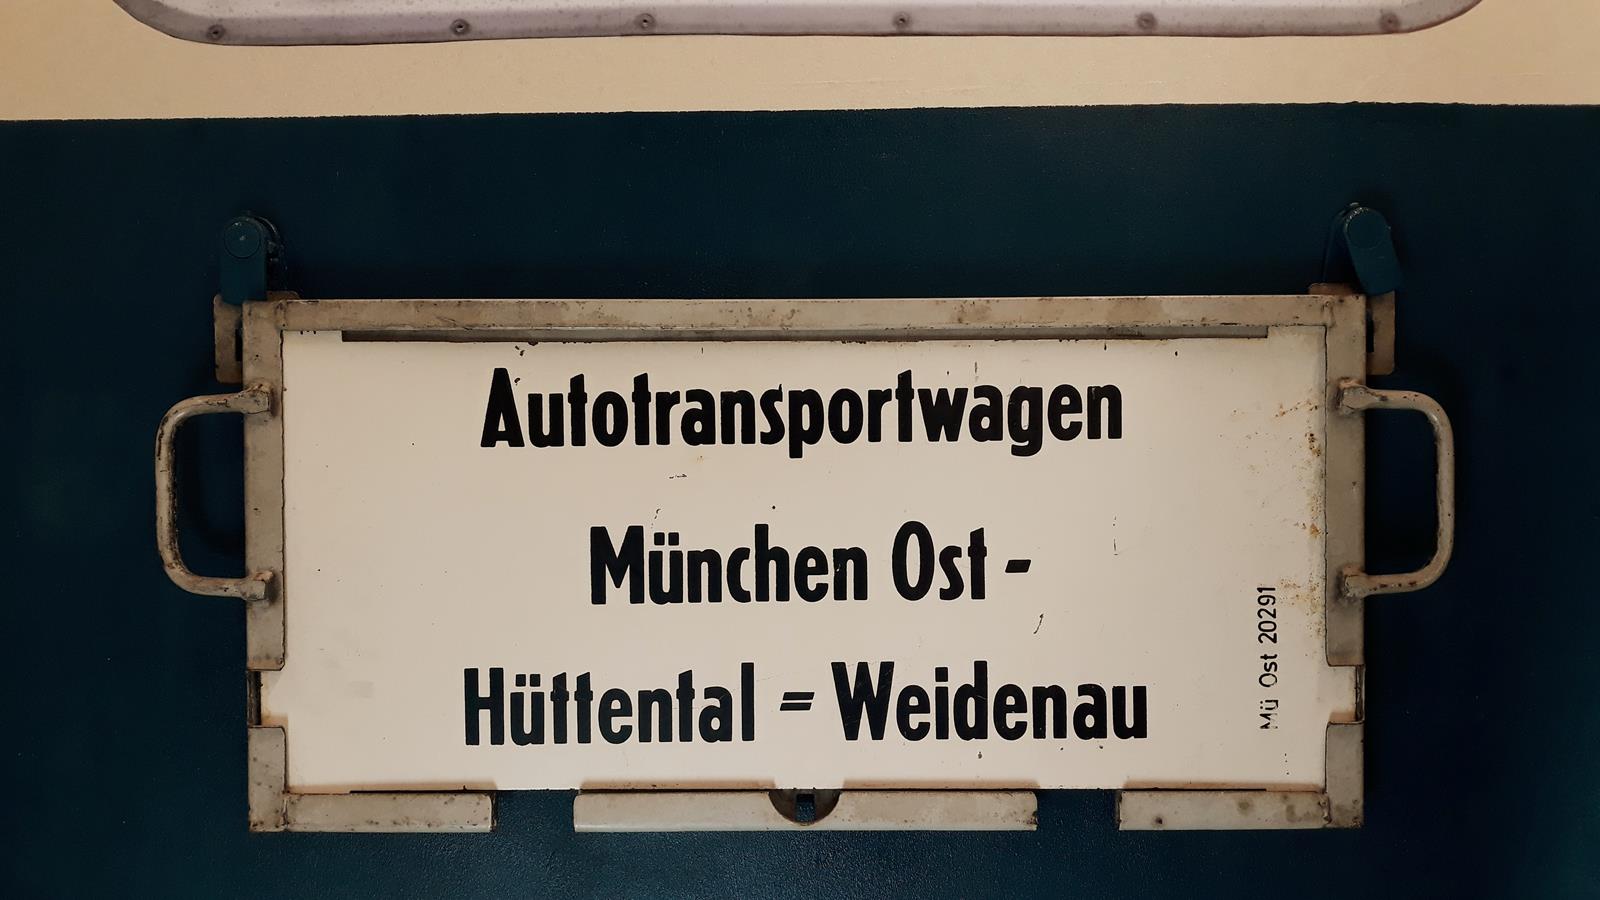 Autotransportwagen
München Ost -
Hüttental = Weidenau
Mü Ost 20291